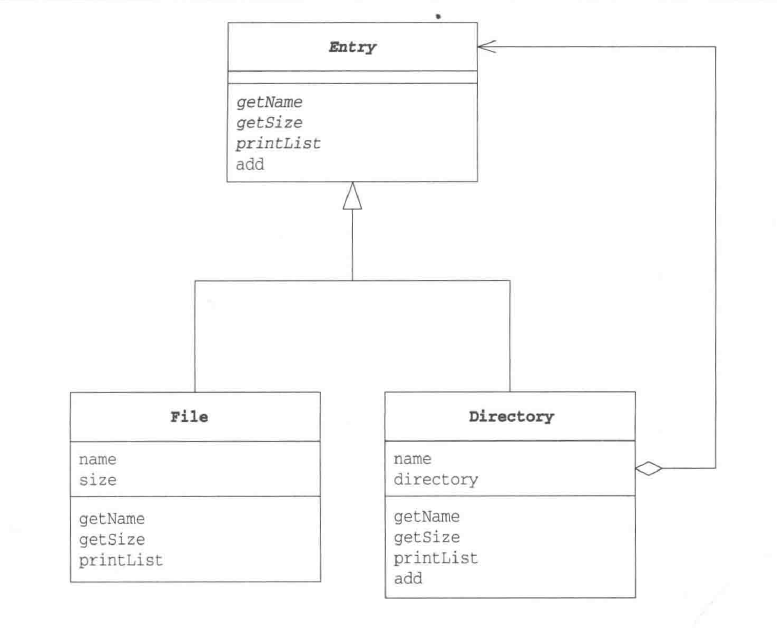 Entry
getName
getSize
printList
add
File
name
size
getName
getSize
printList
Directory
name
directory
getName
getSize
printList
add